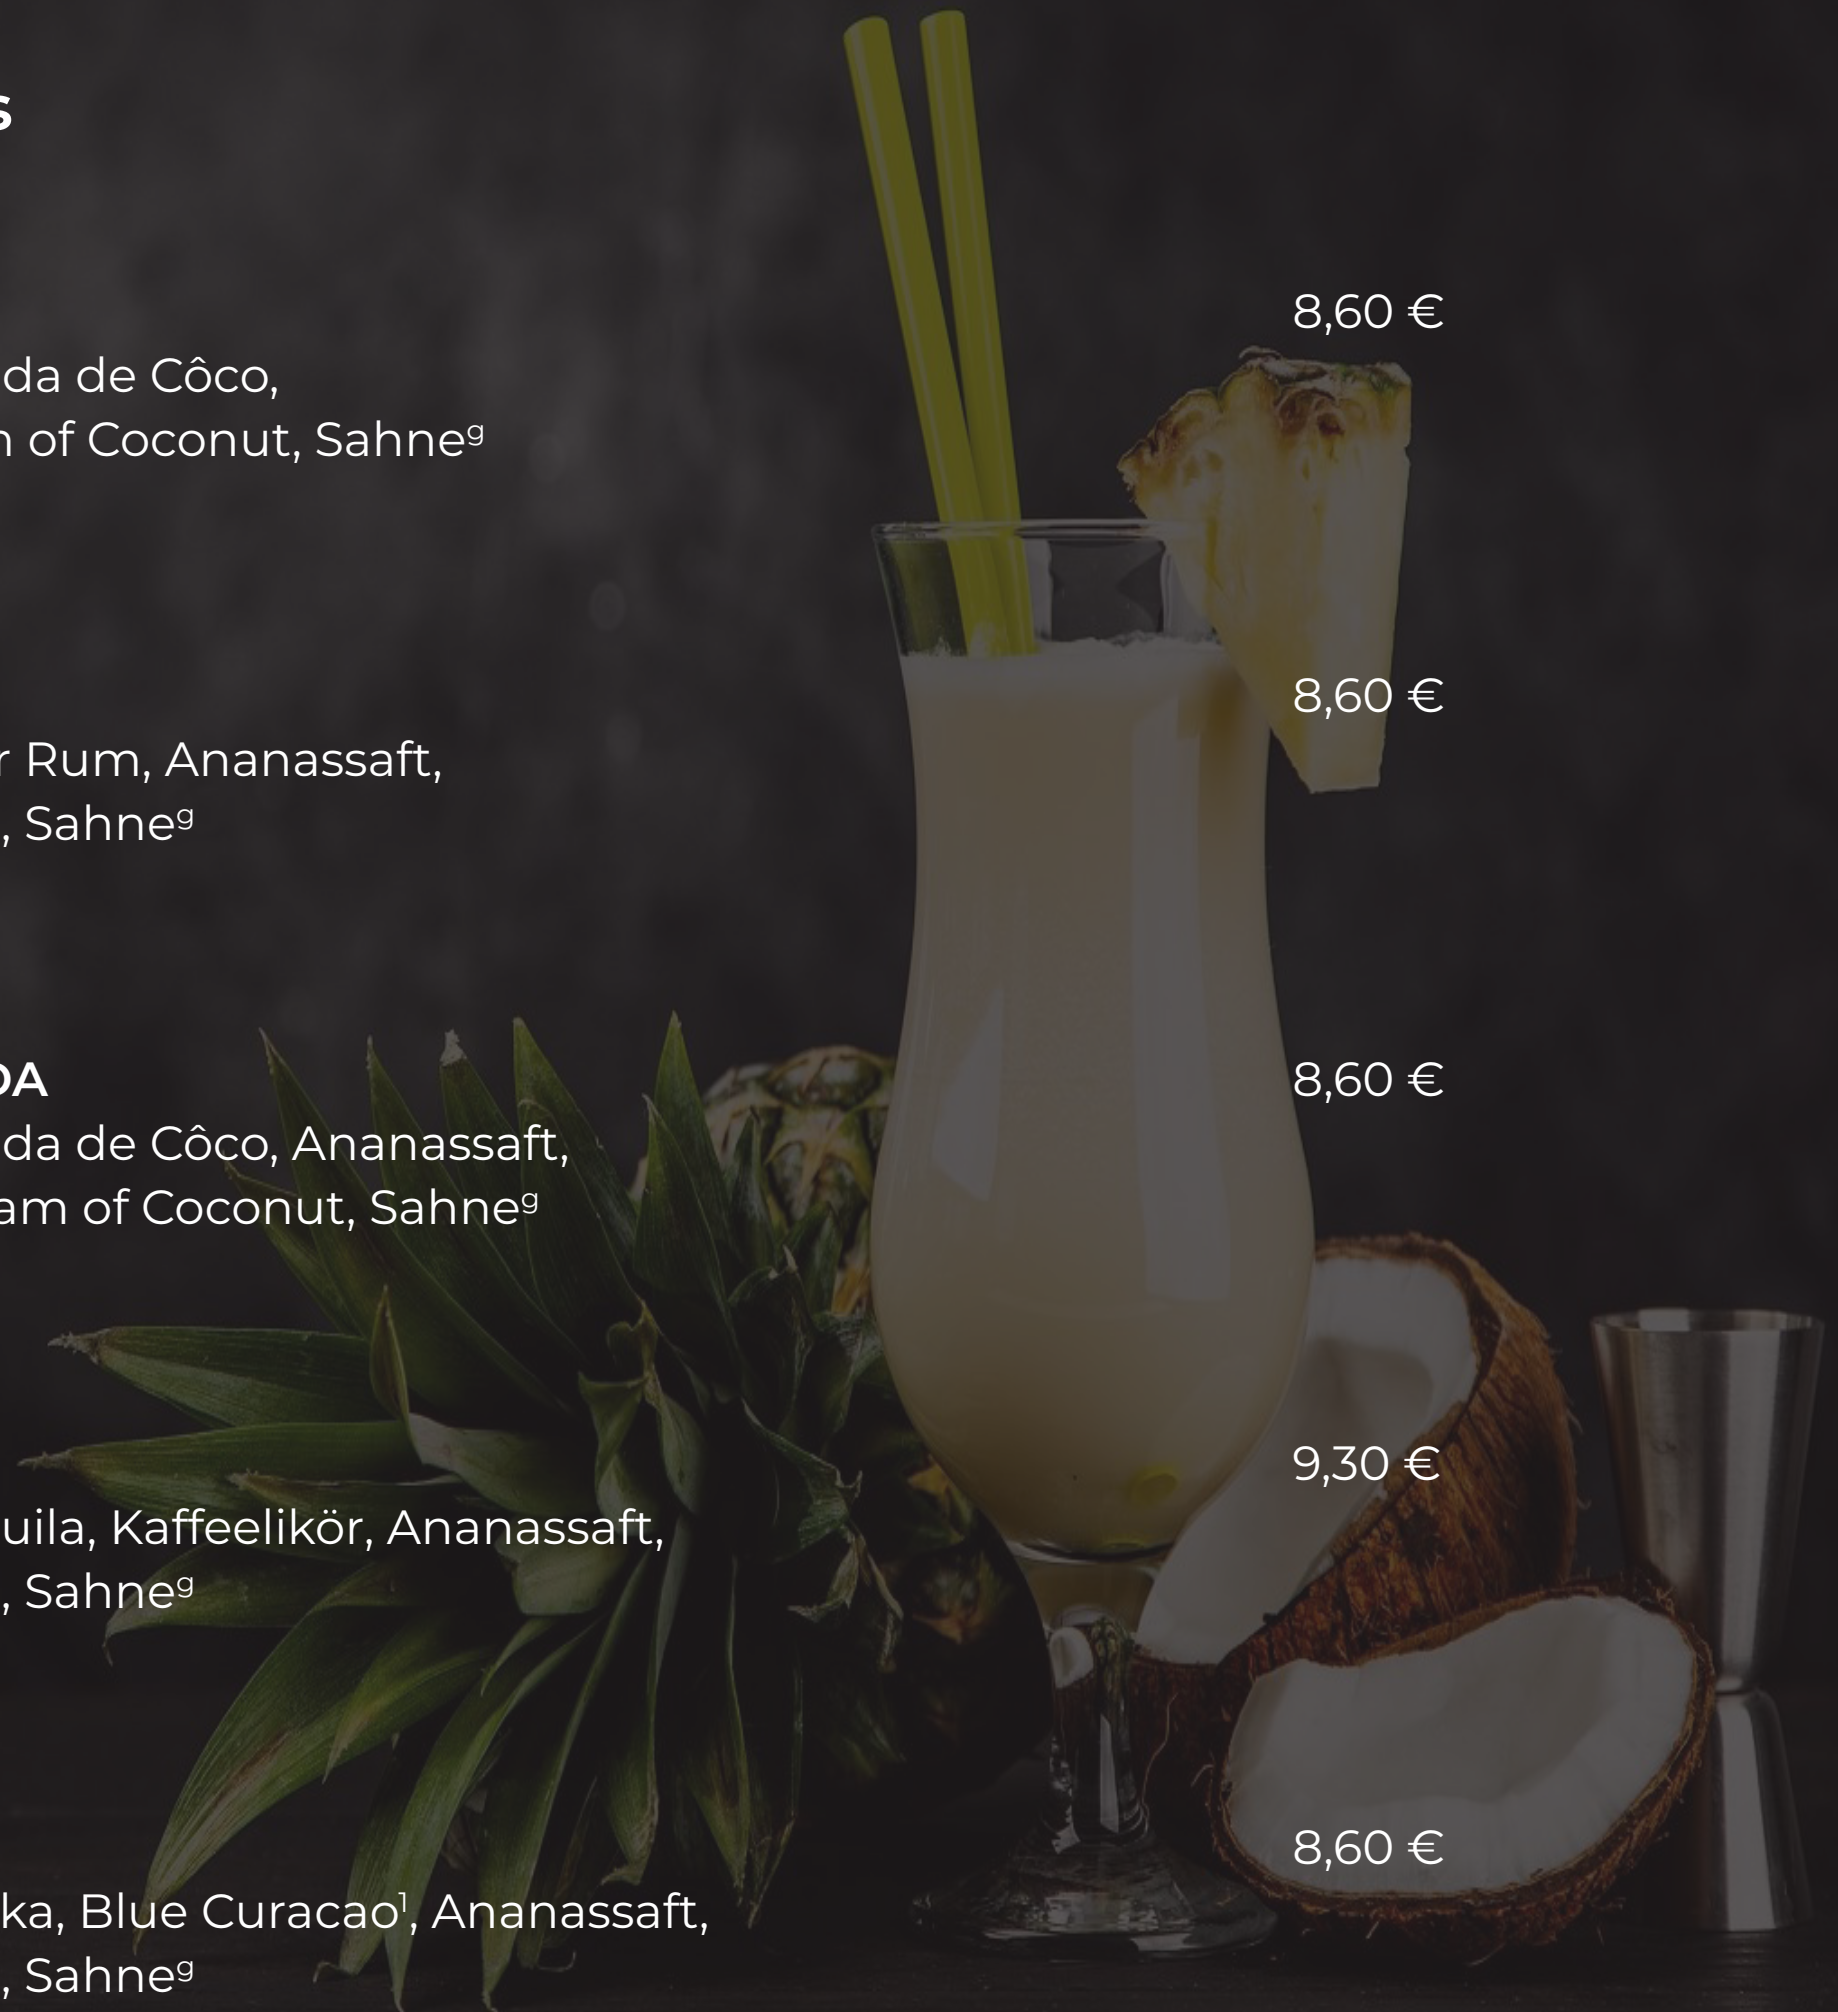 s
8,60 €
da de Côco,
n of Coconut, Sahneᵍ
8,60 €
r Rum, Ananassaft,
, Sahneᵍ
DA 8,60 €
da de Côco, Ananassaft,
am of Coconut, Sahneᵍ
9,30 €
uila, Kaffeelikör, Ananassaft,
, Sahneᵍ
8,60 €
ka, Blue Curacao¹, Ananassaft,
, Sahneᵍ